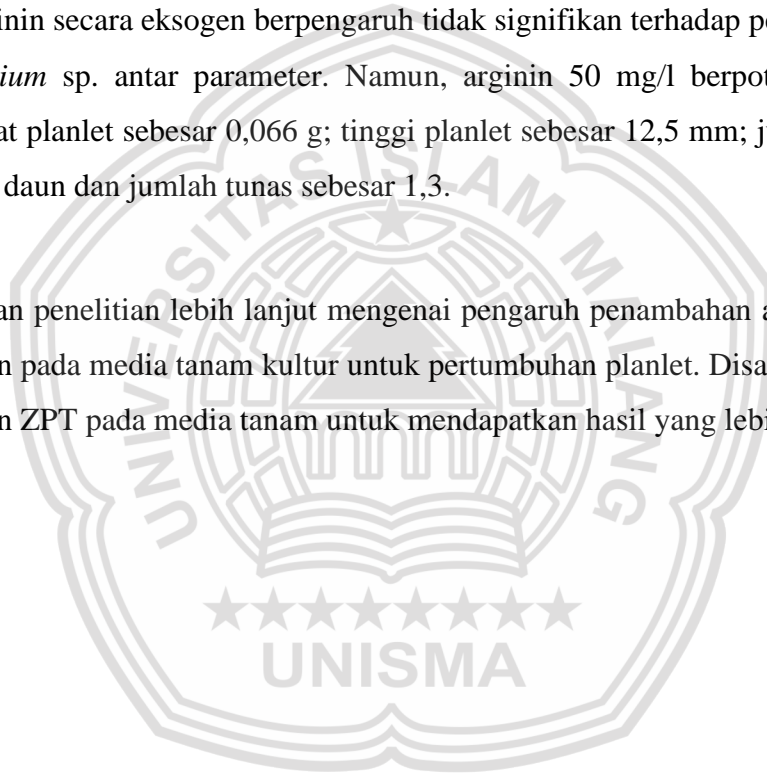 inin secara eksogen berpengaruh tidak signifikan terhadap p
ium sp. antar parameter. Namun, arginin 50 mg/l berpot
at planlet sebesar 0,066 g; tinggi planlet sebesar 12,5 mm; j
daun dan jumlah tunas sebesar 1,3.
an penelitian lebih lanjut mengenai pengaruh penambahan a
n pada media tanam kultur untuk pertumbuhan planlet. Disa
n ZPT pada media tanam untuk mendapatkan hasil yang lebi
UNIVERSITAS ISLAM MALANG
UNISMA